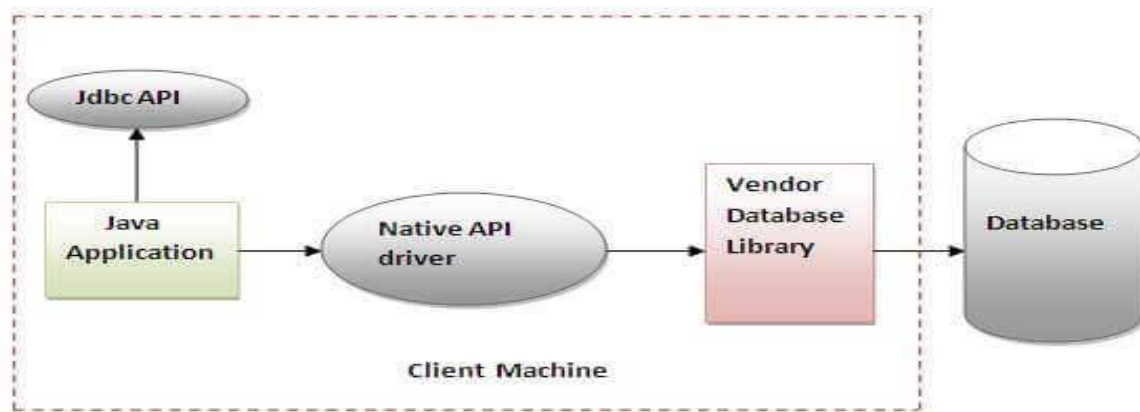 Jdbc API
Java
Application
Native API
driver
Vendor
Database
Library
Database
Client Machine